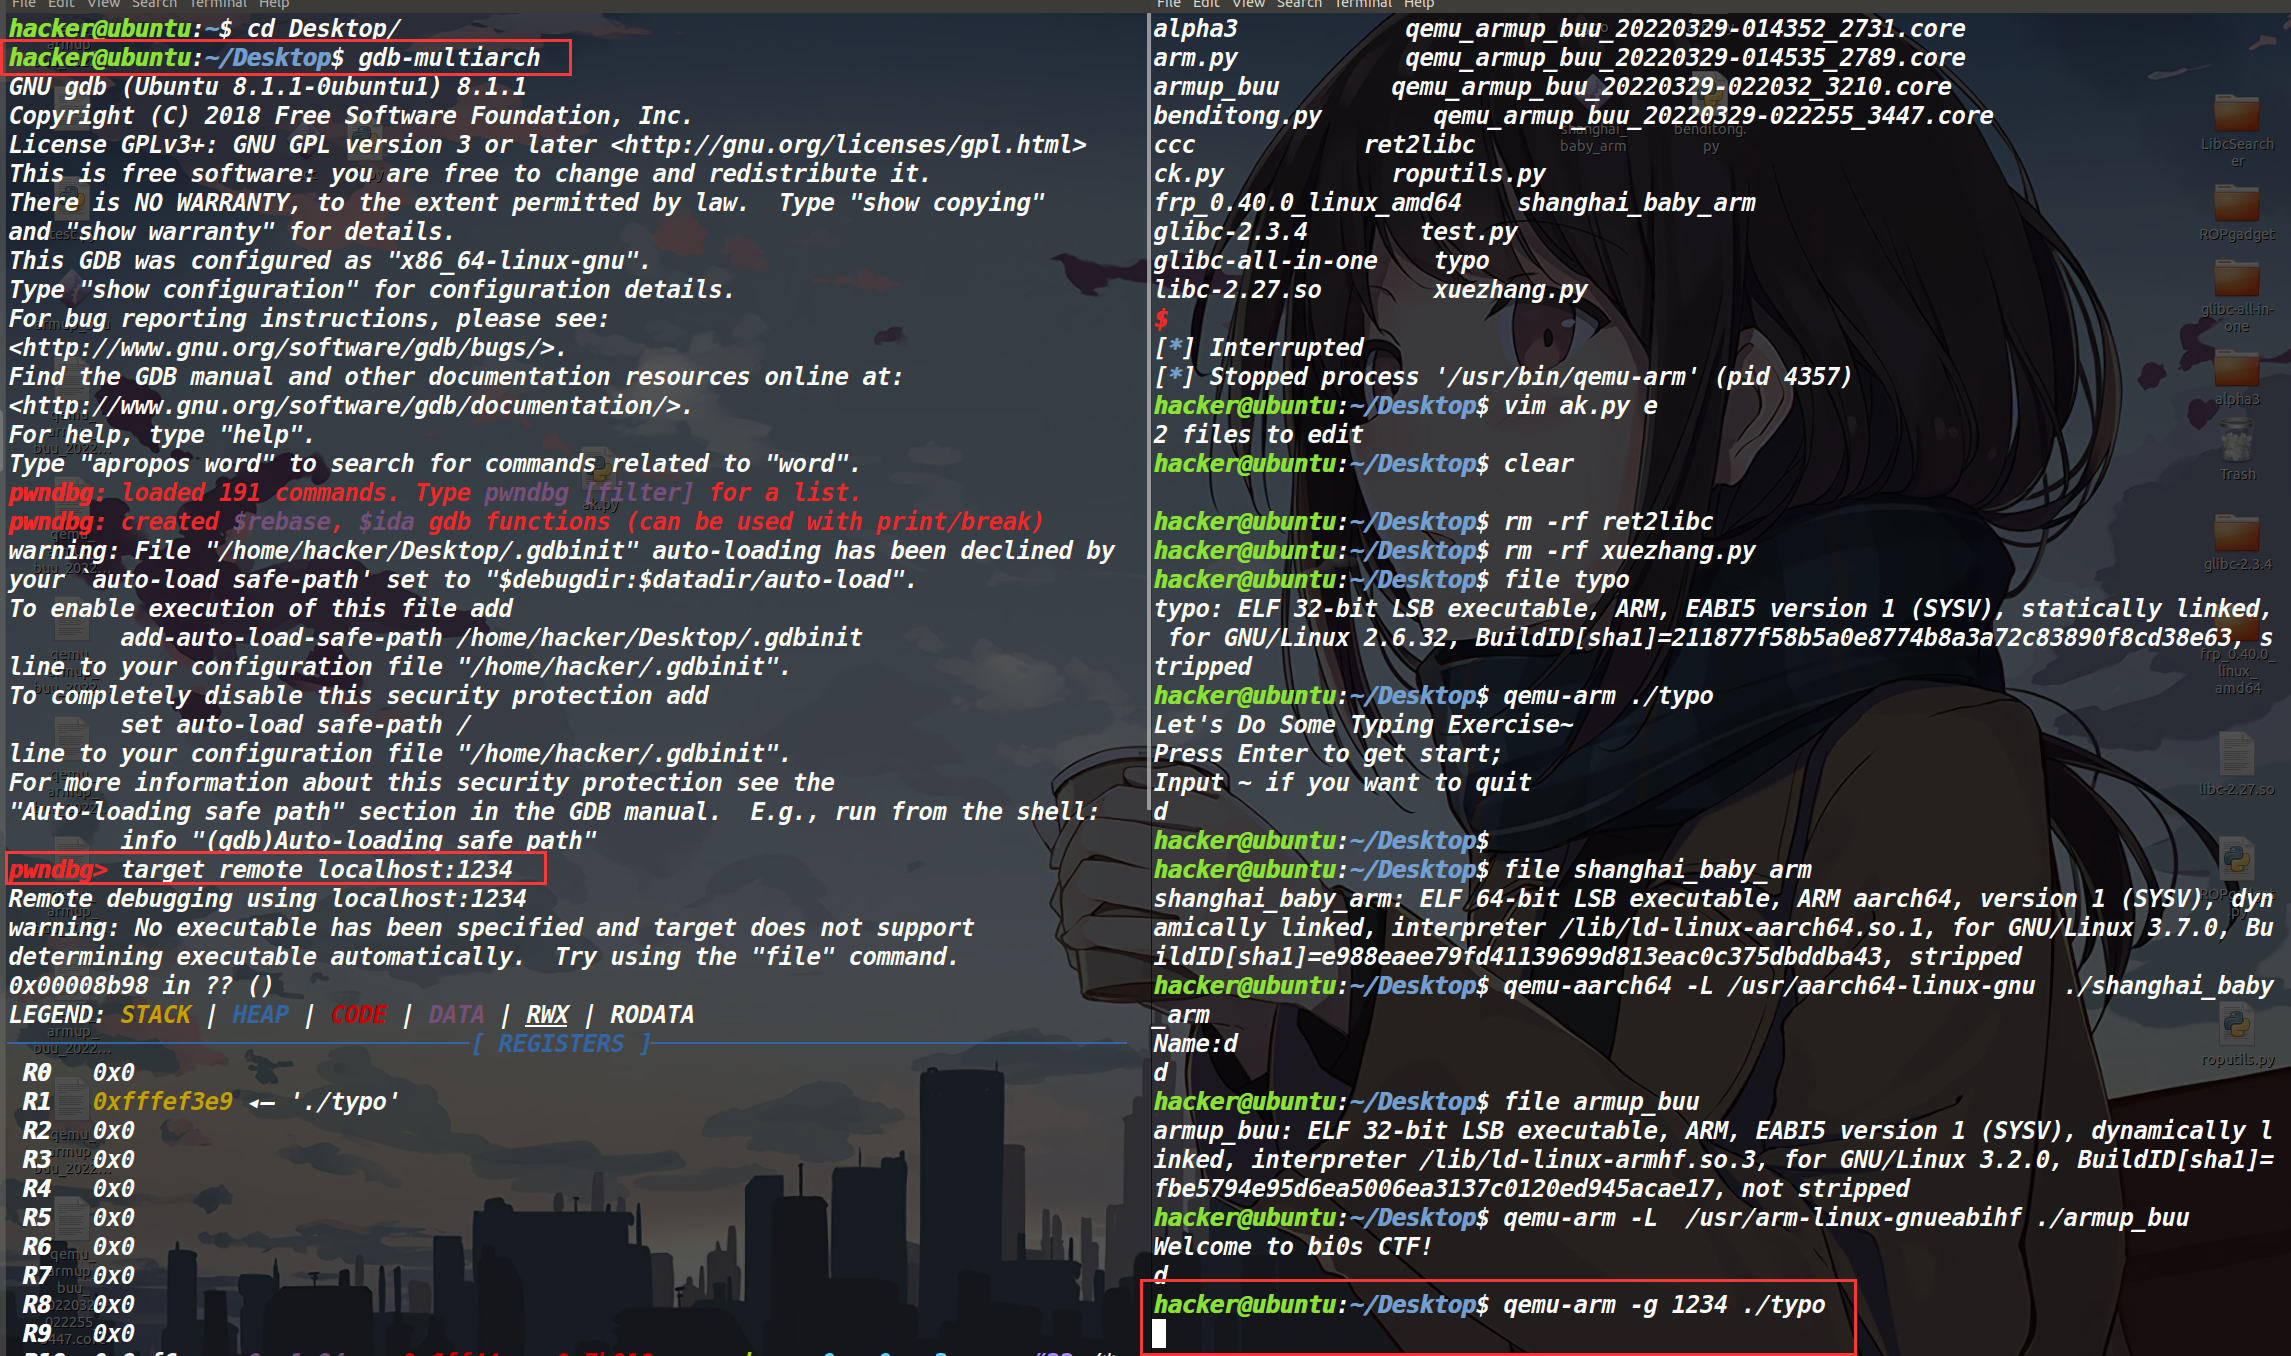 File Edit View Search Terminal Help
hacker@ubuntu:~$ cd Desktop/
hacker@ubuntu:~/Desktop$ gdb-multiarch
GNU gdb (Ubuntu 8.1.1-0ubuntu1) 8.1.1
Copyright (C) 2018 Free Software Foundation, Inc.
License GPLv3+: GNU GPL version 3 or later <http://gnu.org/licenses/gpl.html>
This is free software: you are free to change and redistribute it.
There is NO WARRANTY, to the extent permitted by law.  Type "show copying"
and "show warranty" for details.
This GDB was configured as "x86_64-linux-gnu".
Type "show configuration" for configuration details.
For bug reporting instructions, please see:
<http://www.gnu.org/software/gdb/bugs/>.
Find the GDB manual and other documentation resources online at:
<http://www.gnu.org/software/gdb/documentation/>.
For help, type "help".
Type "apropos word" to search for commands related to "word".
pwndbg: loaded 191 commands. Type pwndbg [filter] for a list.
pwndbg: created $rebase, $ida gdb functions (can be used with print/break)
warning: File "/home/hacker/Desktop/.gdbinit" auto-loading has been declined by
your `auto-load safe-path' set to "$debugdir:$datadir/auto-load".
To enable execution of this file add
        add-auto-load-safe-path /home/hacker/Desktop/.gdbinit
line to your configuration file "/home/hacker/.gdbinit".
To completely disable this security protection add
        set auto-load safe-path /
line to your configuration file "/home/hacker/.gdbinit".
For more information about this security protection see the
"Auto-loading safe path" section in the GDB manual.  E.g., run from the shell:
        info "(gdb)Auto-loading safe path"
pwndbg> target remote localhost:1234
Remote debugging using localhost:1234
warning: No executable has been specified and target does not support
determining executable automatically.  Try using the "file" command.
0x00008b98 in ?? ()
LEGEND: STACK | HEAP | CODE | DATA | RWX | RODATA
[ REGISTERS ]
R0   0x0
R1   0xfffef3e9 ◂— './typo'
R2   0x0
R3   0x0
R4   0x0
R5   0x0
R6   0x0
R7   0x0
R8   0x0
R9   0x0
File Edit View Search Terminal Help
alpha3            qemu_armup_buu_20220329-014352_2731.core
arm.py            qemu_armup_buu_20220329-014535_2789.core
armup_buu        qemu_armup_buu_20220329-022032_3210.core
benditong.py        qemu_armup_buu_20220329-022255_3447.core
ccc            ret2libc
ck.py            roputils.py
frp_0.40.0_linux_amd64    shanghai_baby_arm
glibc-2.3.4        test.py
glibc-all-in-one    typo
libc-2.27.so        xuezhang.py
$
[*] Interrupted
[*] Stopped process '/usr/bin/qemu-arm' (pid 4357)
hacker@ubuntu:~/Desktop$ vim ak.py e
2 files to edit
hacker@ubuntu:~/Desktop$ clear
hacker@ubuntu:~/Desktop$ rm -rf ret2libc
hacker@ubuntu:~/Desktop$ rm -rf xuezhang.py
hacker@ubuntu:~/Desktop$ file typo
typo: ELF 32-bit LSB executable, ARM, EABI5 version 1 (SYSV), statically linked,
 for GNU/Linux 2.6.32, BuildID[sha1]=211877f58b5a0e8774b8a3a72c83890f8cd38e63, s
tripped
hacker@ubuntu:~/Desktop$ qemu-arm ./typo
Let's Do Some Typing Exercise~
Press Enter to get start;
Input ~ if you want to quit
d
hacker@ubuntu:~/Desktop$
hacker@ubuntu:~/Desktop$ file shanghai_baby_arm
shanghai_baby_arm: ELF 64-bit LSB executable, ARM aarch64, version 1 (SYSV), dyn
amically linked, interpreter /lib/ld-linux-aarch64.so.1, for GNU/Linux 3.7.0, Bu
ildID[sha1]=e988eaee79fd41139699d813eac0c375dbddba43, stripped
hacker@ubuntu:~/Desktop$ qemu-aarch64 -L /usr/aarch64-linux-gnu  ./shanghai_baby
_arm
Name:d
d
hacker@ubuntu:~/Desktop$ file armup_buu
armup_buu: ELF 32-bit LSB executable, ARM, EABI5 version 1 (SYSV), dynamically l
inked, interpreter /lib/ld-linux-armhf.so.3, for GNU/Linux 3.2.0, BuildID[sha1]=
fbe5794e95d6ea5006ea3137c0120ed945acae17, not stripped
hacker@ubuntu:~/Desktop$ qemu-arm -L  /usr/arm-linux-gnueabihf ./armup_buu
Welcome to bi0s CTF!
d
hacker@ubuntu:~/Desktop$ qemu-arm -g 1234 ./typo
shanghai_
baby_arm
benditong.
py
LibcSearch
er
ROPgadget
glibc-all-in-
one
alpha3
Trash
glibc-2.3.4
frp_0.40.0_
linux_
amd64
libc-2.27.so
roputils.py
ak.py